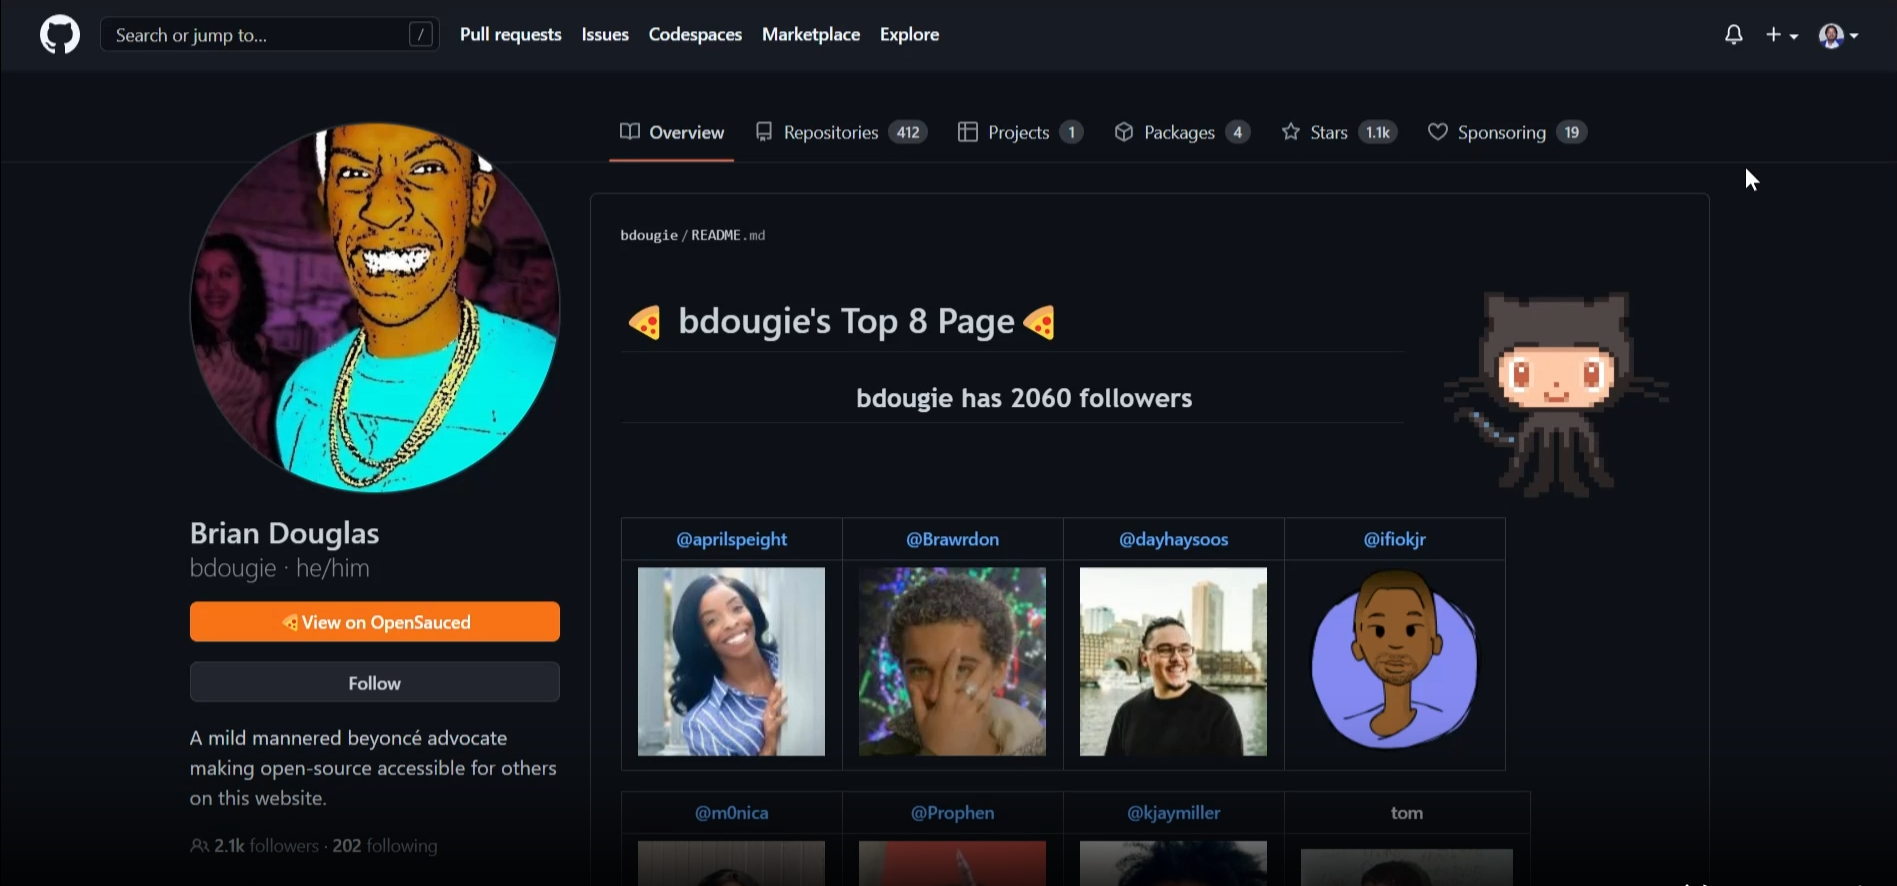 Search or jump to...
/
Pull requests
Issues
Codespaces
Marketplace
Explore
Overview
Repositories 412
Projects 1
Packages 4
Stars 1.1k
Sponsoring 19
Brian Douglas
bdougie · he/him
🍕View on OpenSauced
Follow
A mild mannered beyoncé advocate
making open-source accessible for others
on this website.
2.1k followers · 202 following
bdougie / README.md
🍕 bdougie's Top 8 Page🍕
bdougie has 2060 followers
@aprilspeight
@Brawrdon
@dayhaysoos
@ifiokjr
@m0nica
@Prophen
@kjaymiller
tom